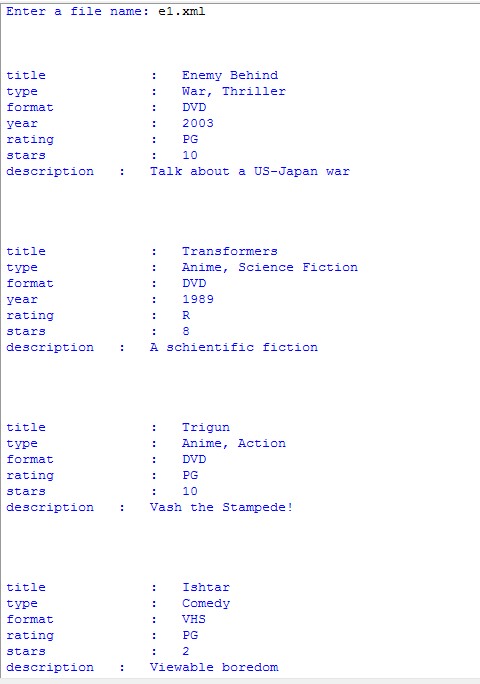 Enter a file name: e1.xml
title : Enemy Behind
type : War, Thriller
format : DVD
year : 2003
rating : PG
stars : 10
description : Talk about a US-Japan war
title : Transformers
type : Anime, Science Fiction
format : DVD
year : 1989
rating : R
stars : 8
description : A schientific fiction
title : Trigun
type : Anime, Action
format : DVD
rating : PG
stars : 10
description : Vash the Stampede!
title : Ishtar
type : Comedy
format : VHS
rating : PG
stars : 2
description : Viewable boredom